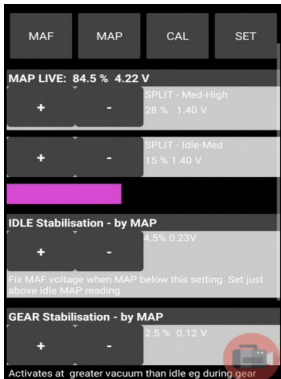 MAF MAP CAL SET
MAP LIVE: 84.5 % 4.22 V
SPLIT - Med-High
+ - 28 % 1.40 V
SPLIT - Idle-Med
+ - 15 % 1.40 V
IDLE Stabilisation - by MAP
4.5% 0.23V
+ -
Fix MAF voltage when MAP below this setting. Set just
above idle MAP reading
GEAR Stabilisation - by MAP
2.5 % 0.12 V
+ -
Activates at greater vacuum than idle eg during gear